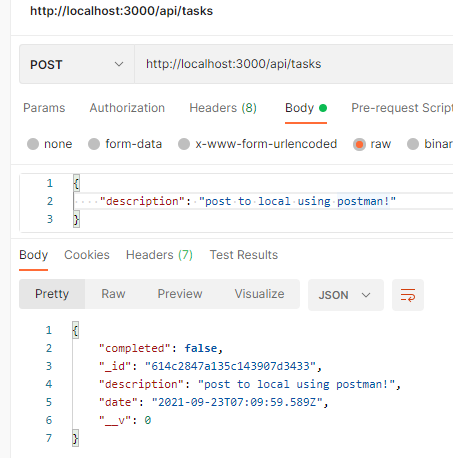 http://localhost:3000/api/tasks
POST http://localhost:3000/api/tasks
Params Authorization Headers (8) Body Pre-request Script
none form-data x-www-form-urlencoded raw binar
1 {
2 "description": "post to local using postman!"
3 }
Body Cookies Headers (7) Test Results
Pretty Raw Preview Visualize JSON
1 {
2 "completed": false,
3 "_id": "614c2847a135c143907d3433",
4 "description": "post to local using postman!",
5 "date": "2021-09-23T07:09:59.589Z",
6 "__v": 0
7 }